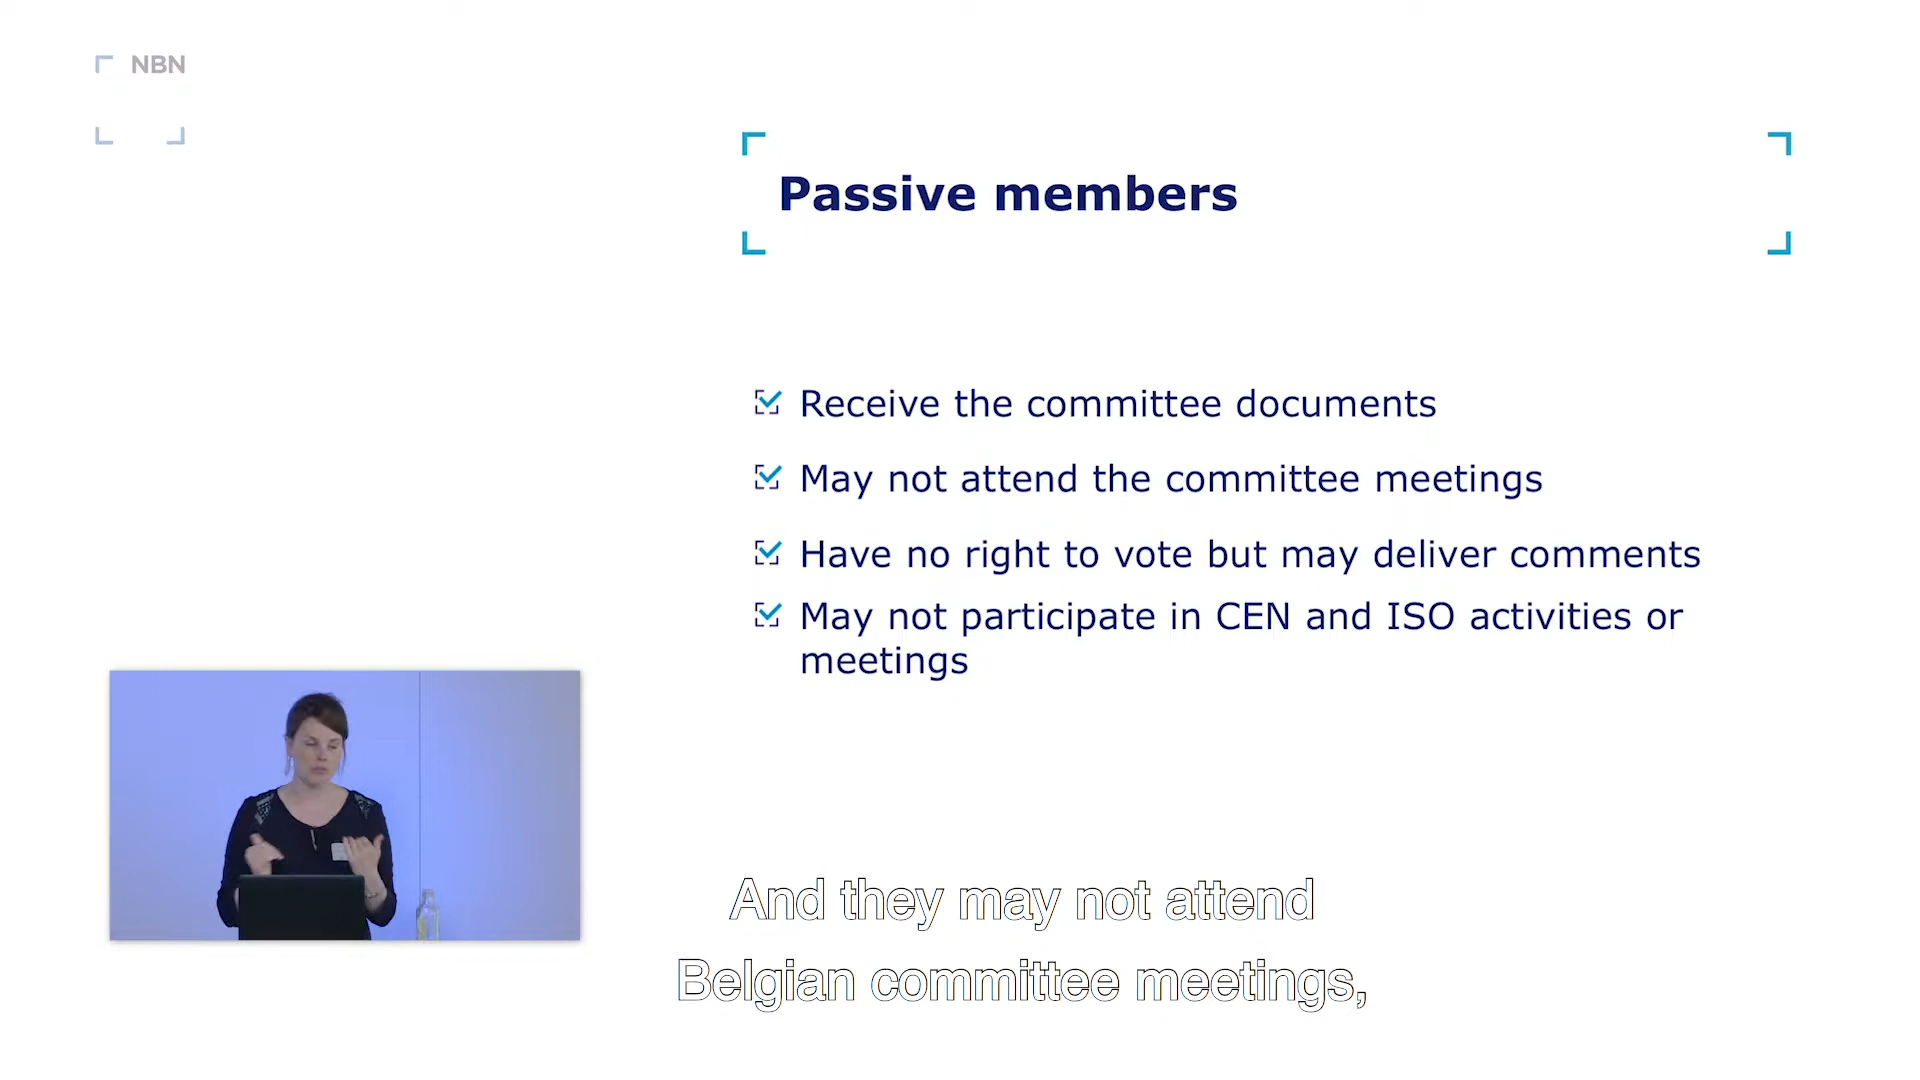 NBN
Passive members
Receive the committee documents
May not attend the committee meetings
Have no right to vote but may deliver comments
May not participate in CEN and ISO activities or
meetings
And they may not attend
Belgian committee meetings,